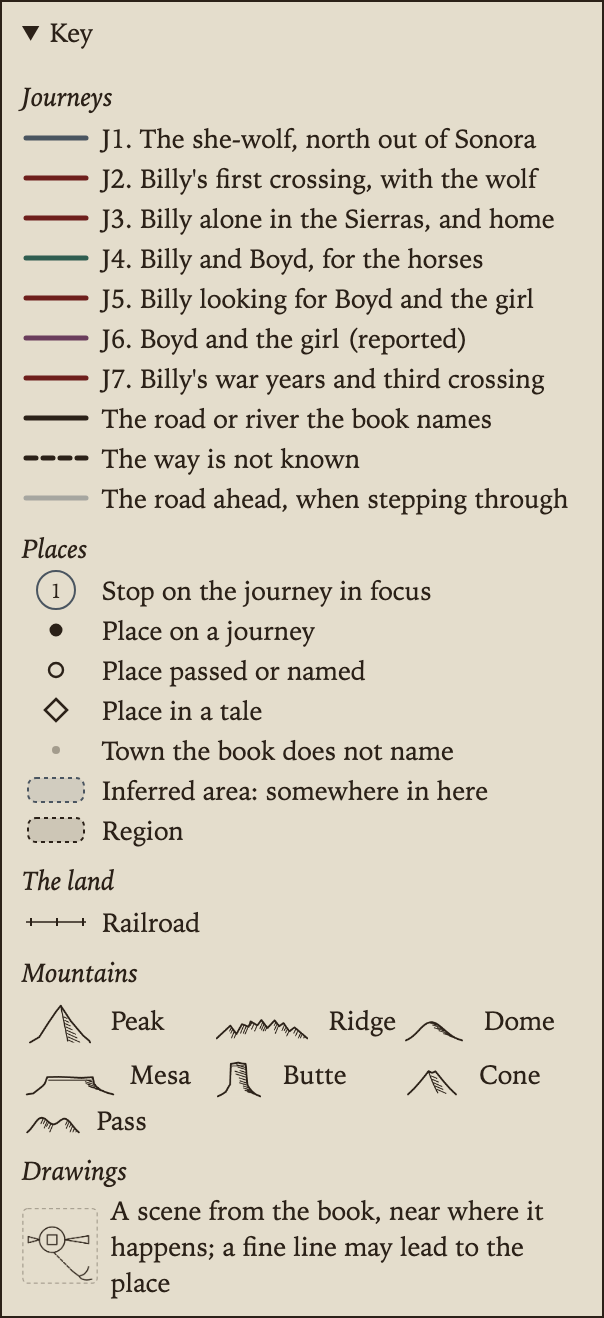 ▼ Key
Journeys
J1. The she-wolf, north out of Sonora
J2. Billy's first crossing, with the wolf
J3. Billy alone in the Sierras, and home
J4. Billy and Boyd, for the horses
J5. Billy looking for Boyd and the girl
J6. Boyd and the girl (reported)
J7. Billy's war years and third crossing
The road or river the book names
The way is not known
The road ahead, when stepping through
Places
1 Stop on the journey in focus
Place on a journey
Place passed or named
Place in a tale
Town the book does not name
Inferred area: somewhere in here
Region
The land
Railroad
Mountains
Peak Ridge Dome
Mesa Butte Cone
Pass
Drawings
A scene from the book, near where it
happens; a fine line may lead to the
place